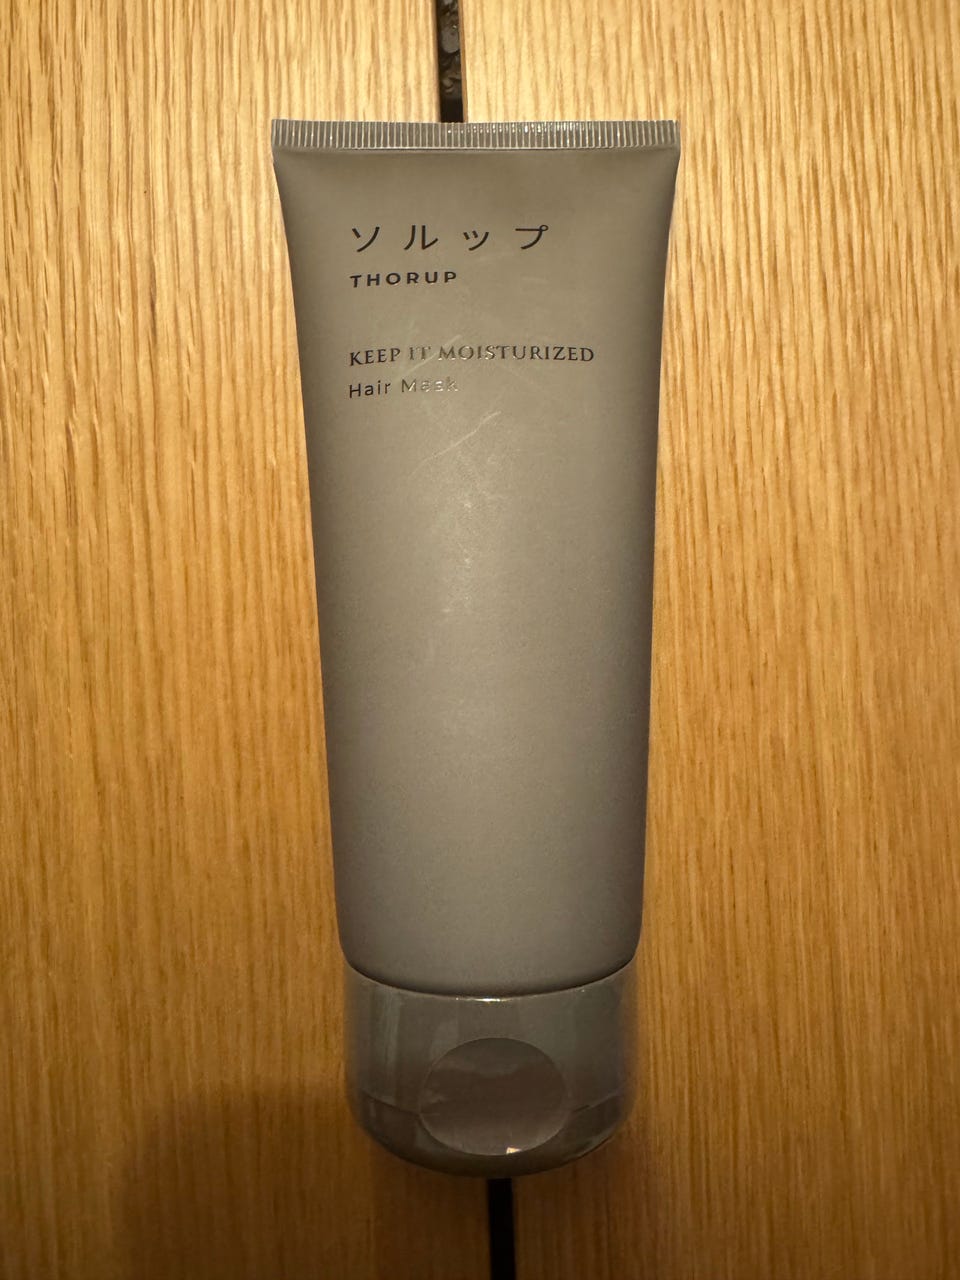 ソルップ
THORUP
KEEP IT MOISTURIZED
Hair Mask